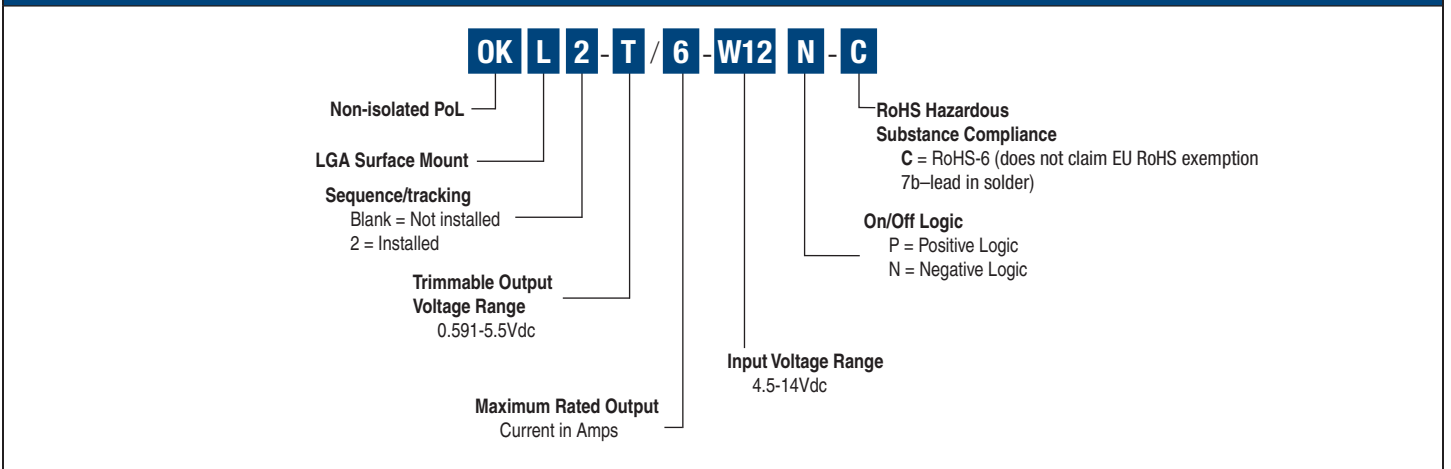 OK L 2 - T / 6 - W12 N - C
Non-isolated PoL
LGA Surface Mount
Sequence/tracking
Blank = Not installed
2 = Installed
Trimmable Output
Voltage Range
0.591-5.5Vdc
Maximum Rated Output
Current in Amps
Input Voltage Range
4.5-14Vdc
On/Off Logic
P = Positive Logic
N = Negative Logic
RoHS Hazardous
Substance Compliance
C = RoHS-6 (does not claim EU RoHS exemption
7b–lead in solder)